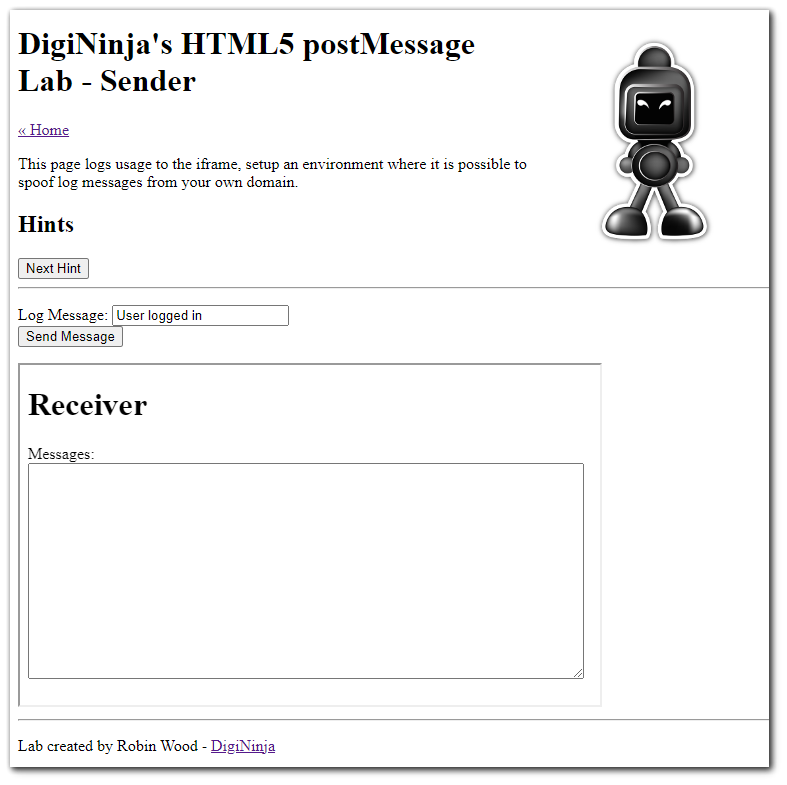 DigiNinja's HTML5 postMessage
Lab - Sender
« Home
This page logs usage to the iframe, setup an environment where it is possible to
spoof log messages from your own domain.
Hints
Next Hint
Log Message: User logged in
Send Message
Receiver
Messages:
Lab created by Robin Wood - DigiNinja